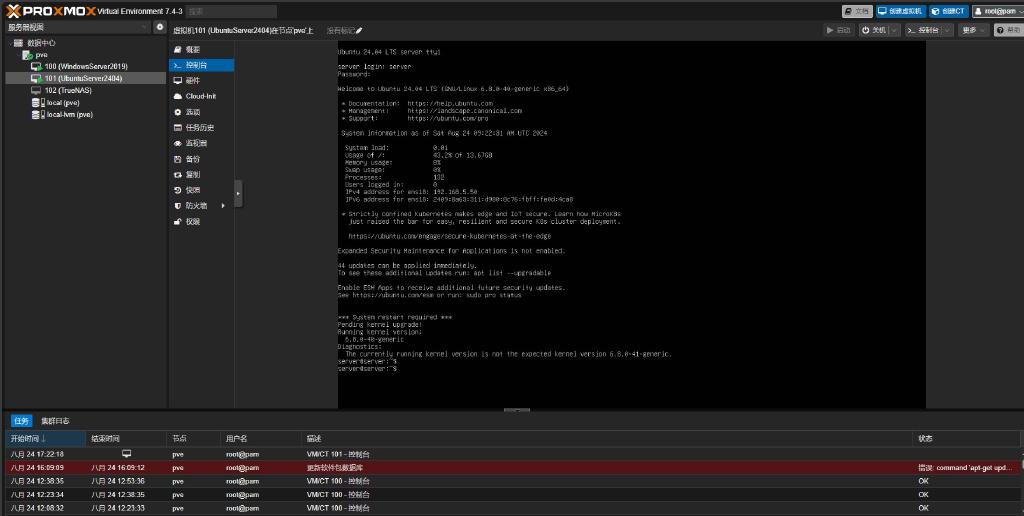 PROXMOX Virtual Environment 7.4-3 搜索 文档 创建虚拟机 创建CT root@pam
服务器视图
虚拟机101 (UbuntuServer2404)在节点'pve'上 没有标记 启动 关机 控制台 更多 帮助
数据中心
pve
100 (WindowsServer2019)
101 (UbuntuServer2404)
102 (TrueNAS)
local (pve)
local-lvm (pve)
概要
控制台
硬件
Cloud-Init
选项
任务历史
监视器
备份
复制
快照
防火墙
权限
Ubuntu 24.04 LTS server tty1
server login: server
Password:
Welcome to Ubuntu 24.04 LTS (GNU/Linux 6.8.0-40-generic x86_64)
* Documentation: https://help.ubuntu.com
* Management: https://landscape.canonical.com
* Support: https://ubuntu.com/pro
System information as of Sat Aug 24 09:22:31 AM UTC 2024
System load: 0.01
Usage of /: 43.2% of 13.67GB
Memory usage: 8%
Swap usage: 0%
Processes: 132
Users logged in: 0
IPv4 address for ens18: 192.168.5.50
IPv6 address for ens18:
* Strictly confined Kubernetes makes edge and IoT secure. Learn how MicroK8s
just raised the bar for easy, resilient and secure K8s cluster deployment.
https://ubuntu.com/engage/secure-kubernetes-at-the-edge
Expanded Security Maintenance for Applications is not enabled.
44 updates can be applied immediately.
To see these additional updates run: apt list --upgradable
Enable ESM Apps to receive additional future security updates.
See https://ubuntu.com/esm or run: sudo pro status
*** System restart required ***
Pending kernel upgrade!
Running kernel version:
6.8.0-40-generic
Diagnostics:
The currently running kernel version is not the expected kernel version 6.8.0-41-generic.
server@server:~$
server@server:~$
任务 集群日志
开始时间↓ 结束时间 节点 用户名 描述 状态
八月 24 17:22:18 pve root@pam VM/CT 101 - 控制台
八月 24 16:09:09 八月 24 16:09:12 pve root@pam 更新软件包数据库 错误: command 'apt-get upd...
八月 24 12:38:35 八月 24 12:53:36 pve root@pam VM/CT 100 - 控制台 OK
八月 24 12:23:34 八月 24 12:38:35 pve root@pam VM/CT 100 - 控制台 OK
八月 24 12:08:32 八月 24 12:23:33 pve root@pam VM/CT 100 - 控制台 OK